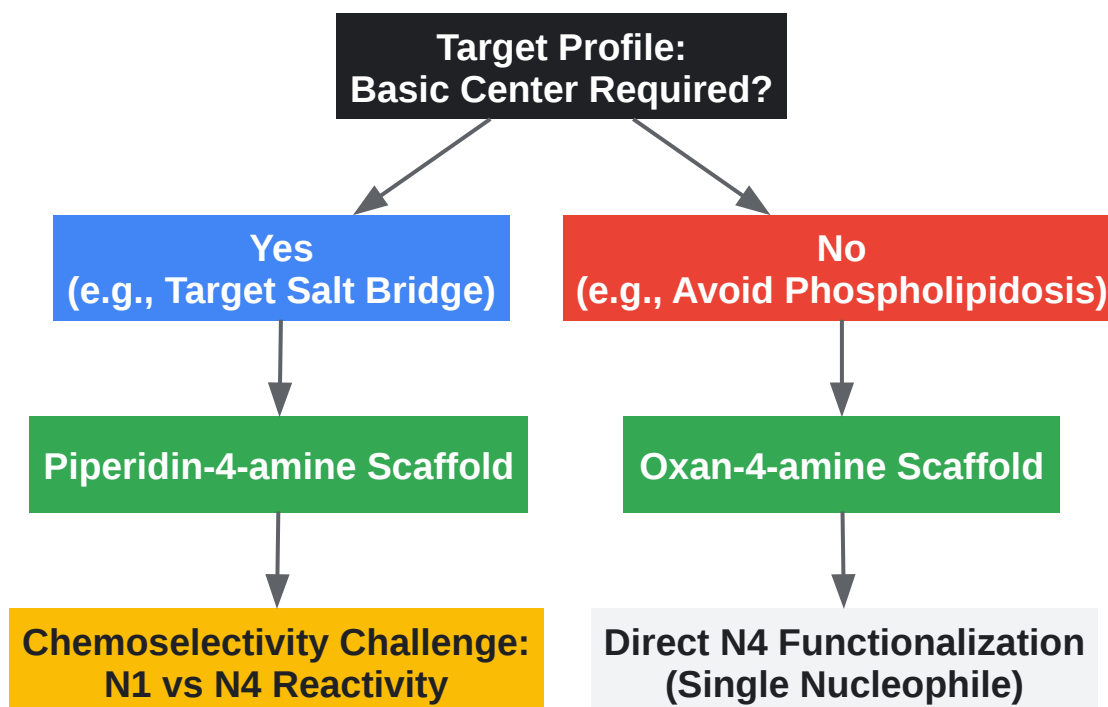 Target Profile:
Basic Center Required?
Yes
(e.g., Target Salt Bridge)
No
(e.g., Avoid Phospholipidosis)
Piperidin-4-amine Scaffold
Oxan-4-amine Scaffold
Chemoselectivity Challenge:
N1 vs N4 Reactivity
Direct N4 Functionalization
(Single Nucleophile)